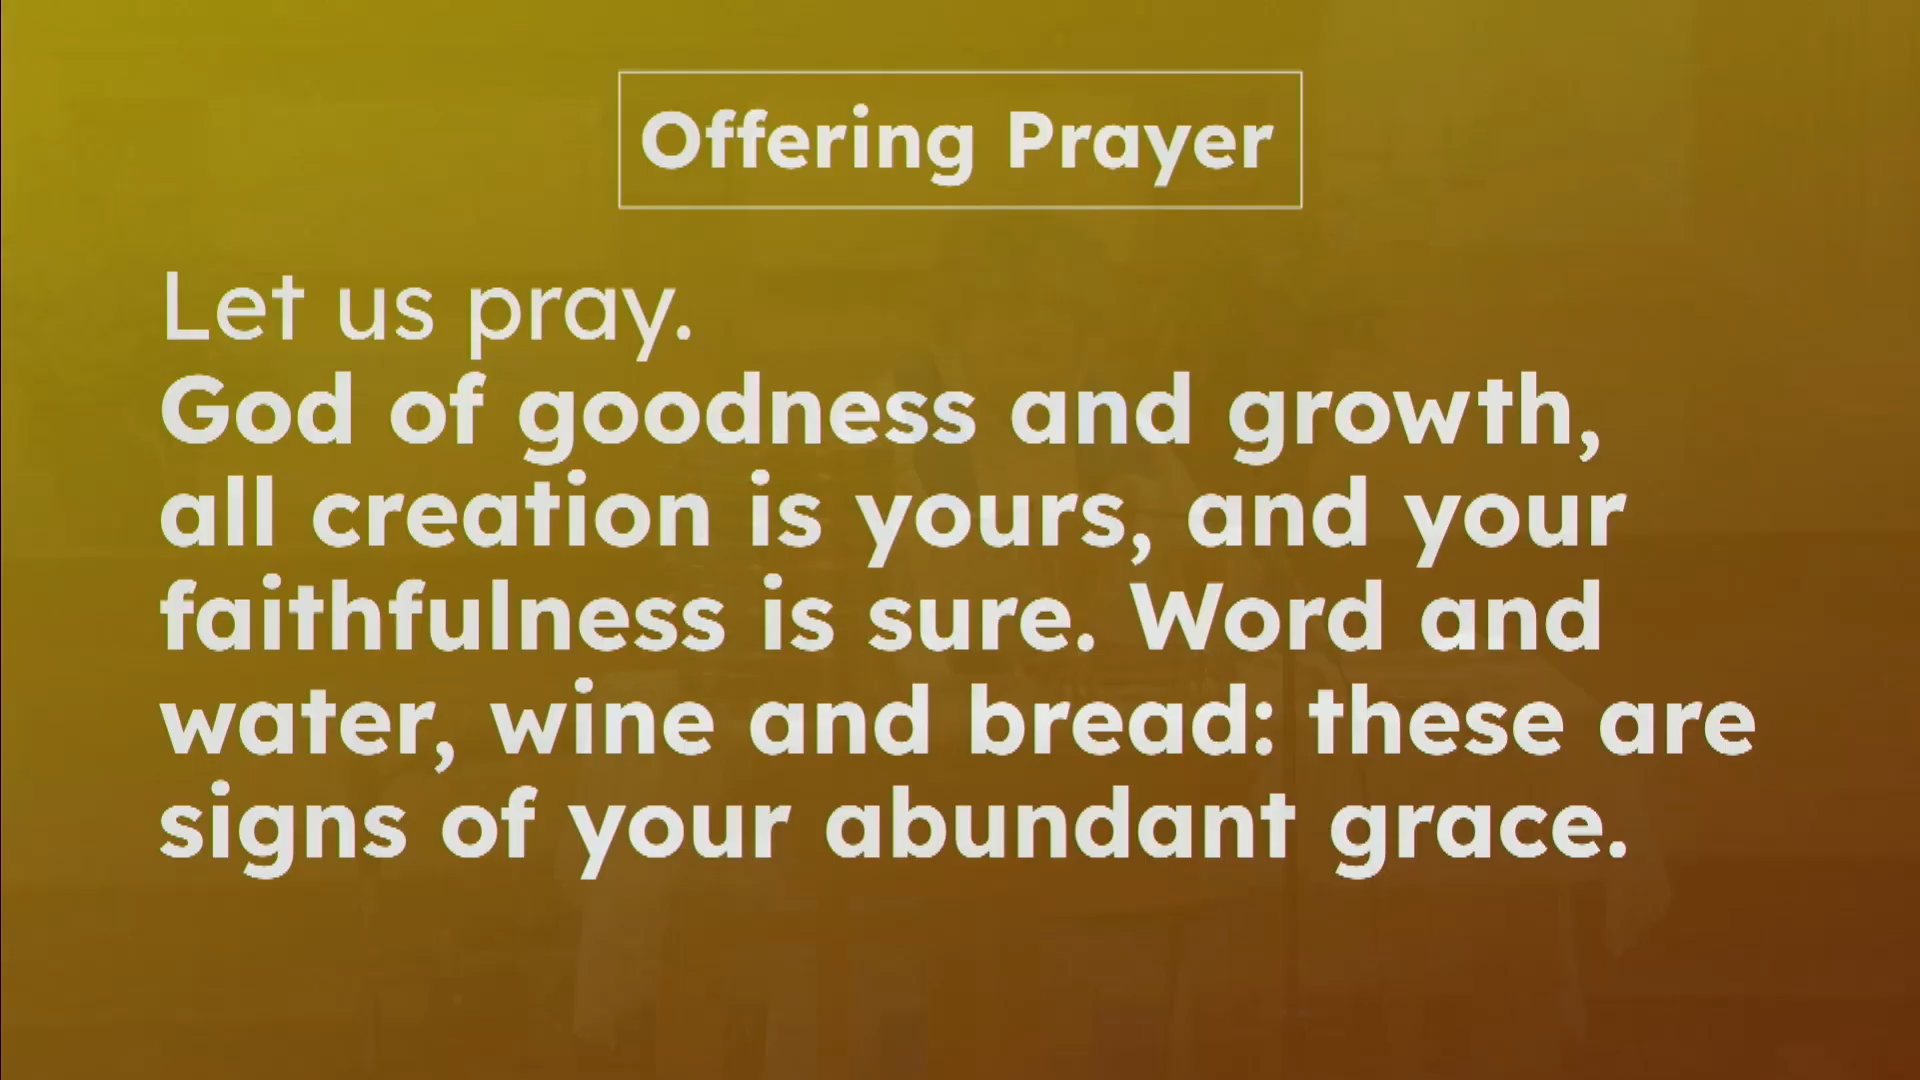 Offering Prayer
Let us pray.
God of goodness and growth,
all creation is yours, and your
faithfulness is sure. Word and
water, wine and bread: these are
signs of your abundant grace.